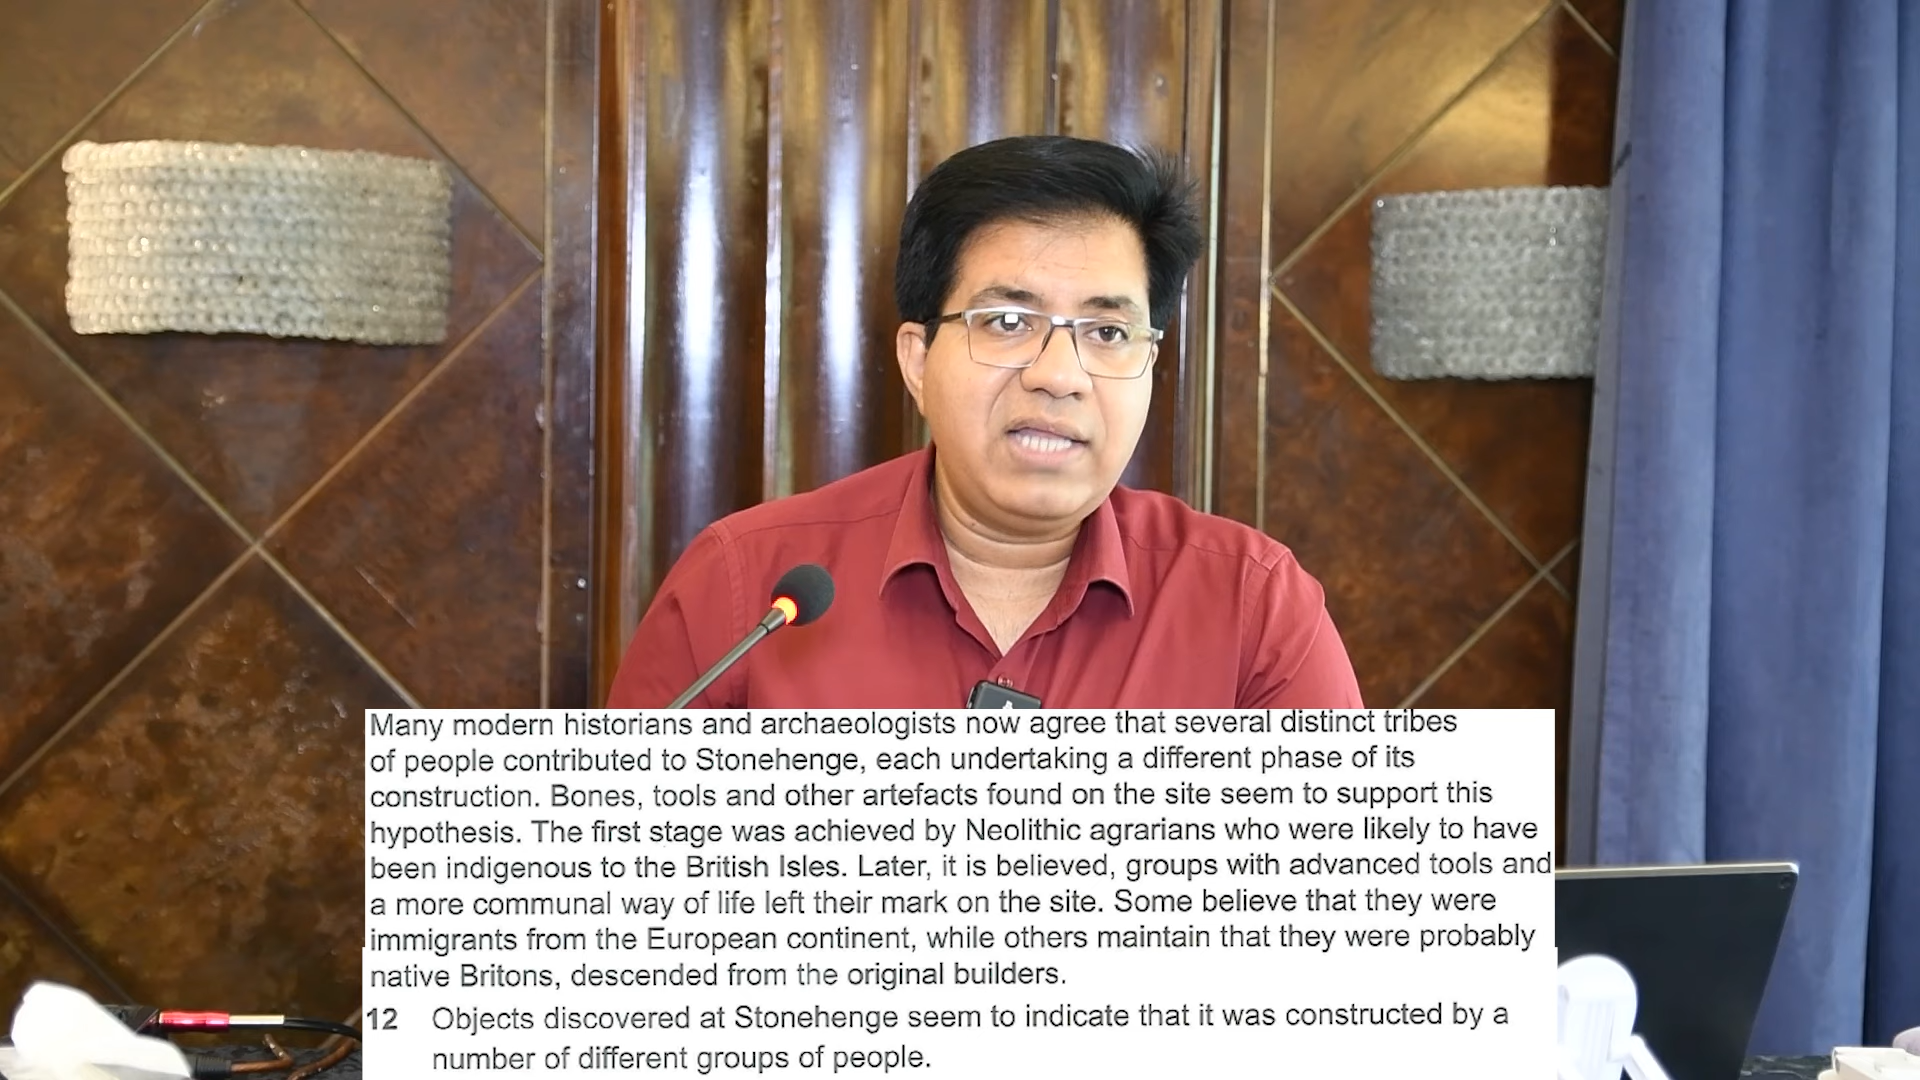 Many modern historians and archaeologists now agree that several distinct tribes
of people contributed to Stonehenge, each undertaking a different phase of its
construction. Bones, tools and other artefacts found on the site seem to support this
hypothesis. The first stage was achieved by Neolithic agrarians who were likely to have
been indigenous to the British Isles. Later, it is believed, groups with advanced tools and
a more communal way of life left their mark on the site. Some believe that they were
immigrants from the European continent, while others maintain that they were probably
native Britons, descended from the original builders.
12 Objects discovered at Stonehenge seem to indicate that it was constructed by a
number of different groups of people.